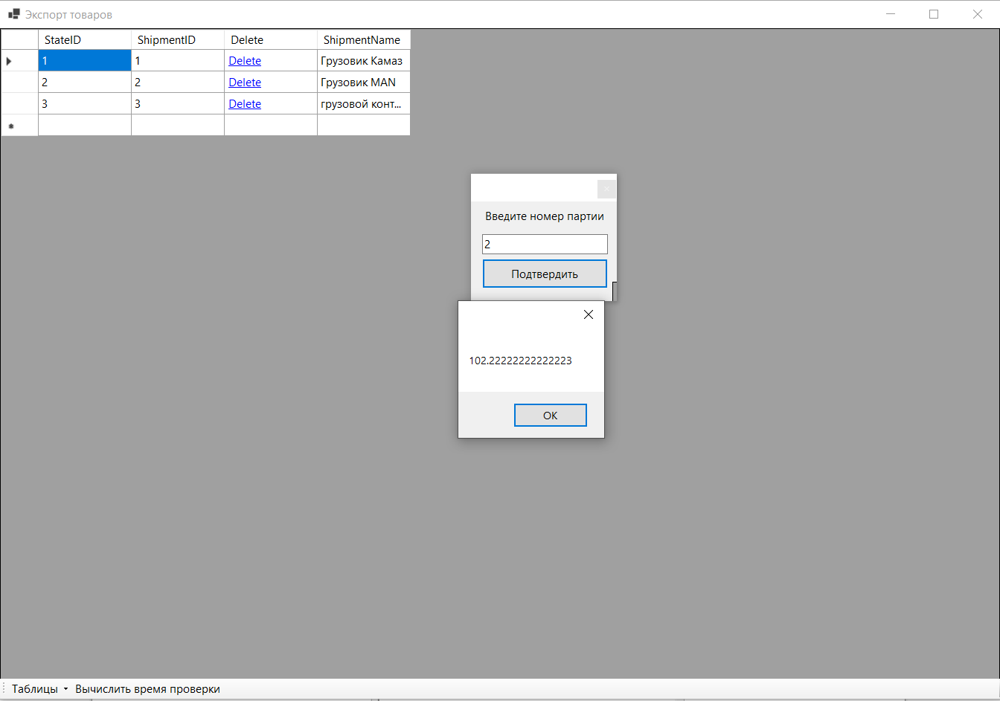 Экспорт товаров
StateID ShipmentID Delete ShipmentName
1 1 Delete Грузовик Камаз
2 2 Delete Грузовик MAN
3 3 Delete грузовой конт...
Введите номер партии
2
Подтвердить
102.22222222222223
OK
Таблицы Вычислить время проверки